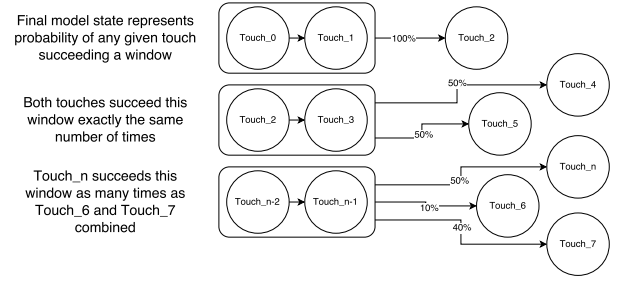 Final model state represents
probability of any given touch
succeeding a window
Touch_0
Touch_1
100%
Touch_2
Both touches succeed this
window exactly the same
number of times
Touch_2
Touch_3
50%
Touch_4
50%
Touch_5
Touch_n succeeds this
window as many times as
Touch_6 and Touch_7
combined
Touch_n-2
Touch_n-1
50%
Touch_n
10%
Touch_6
40%
Touch_7